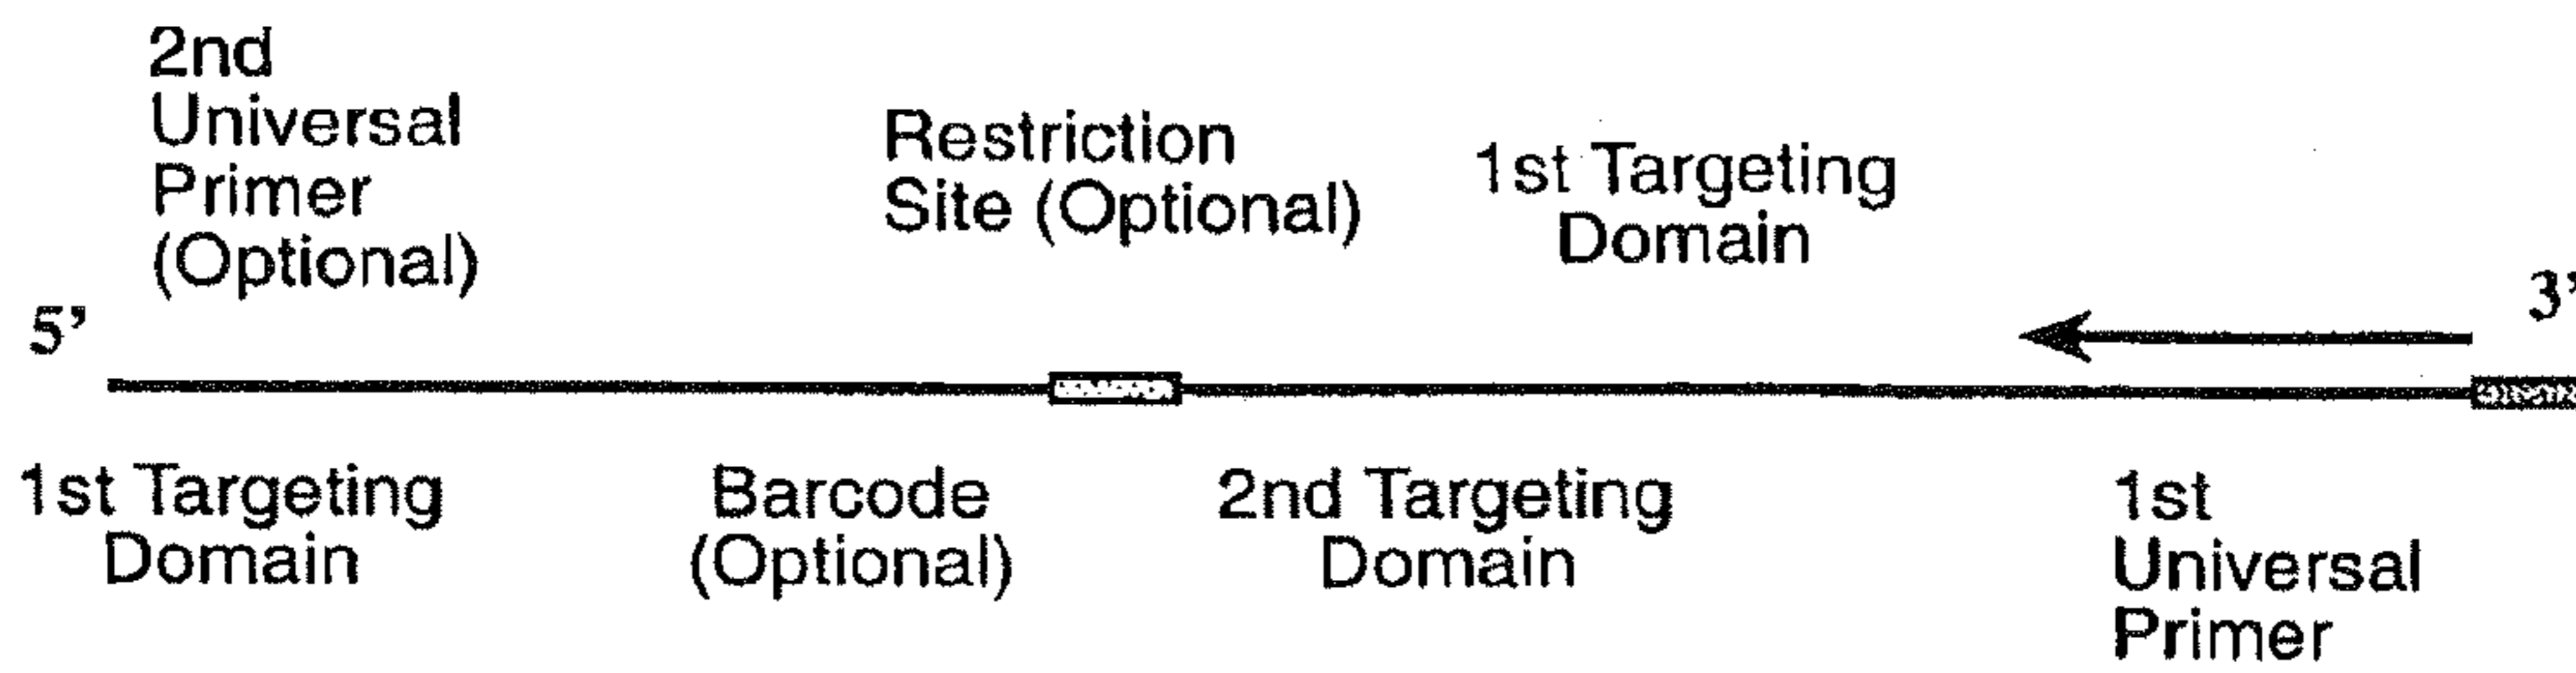 2nd
Universal
Primer
(Optional)
Restriction
Site (Optional)
1st Targeting
Domain
5’
3’
1st Targeting
Domain
Barcode
(Optional)
2nd Targeting
Domain
1st
Universal
Primer